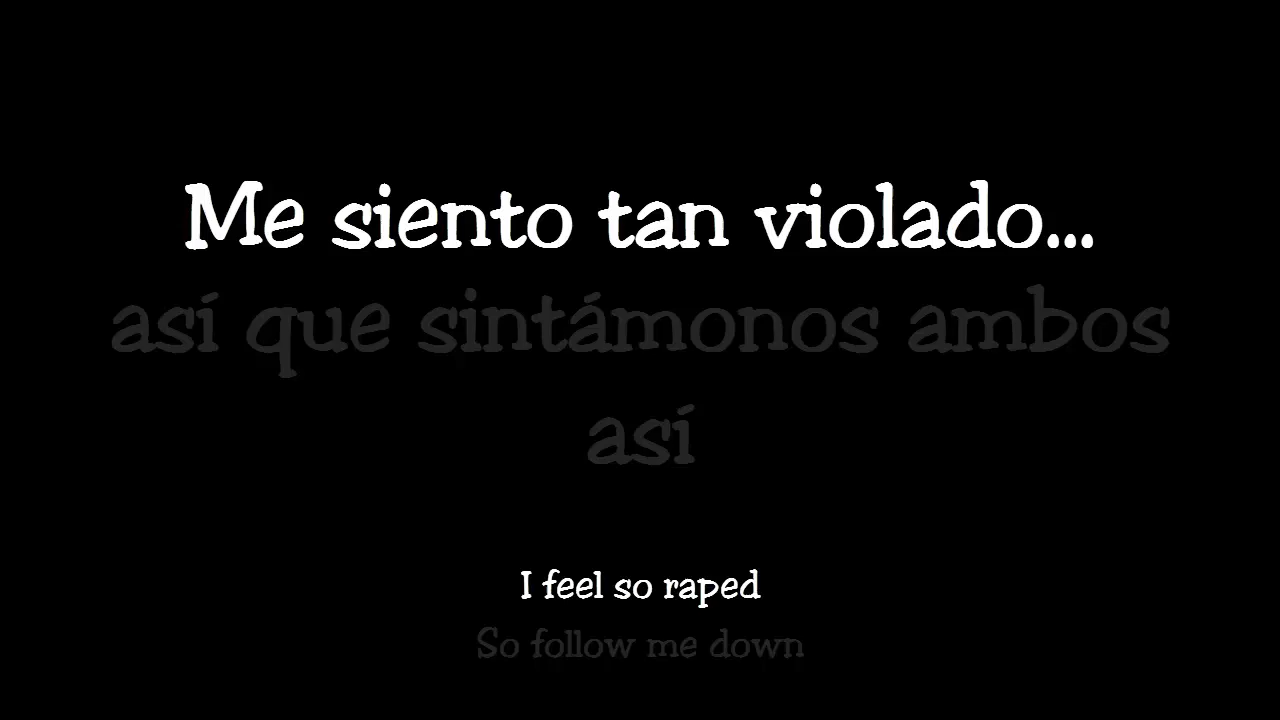 Me siento tan violado...
así que sintámonos ambos
así
I feel so raped
So follow me down